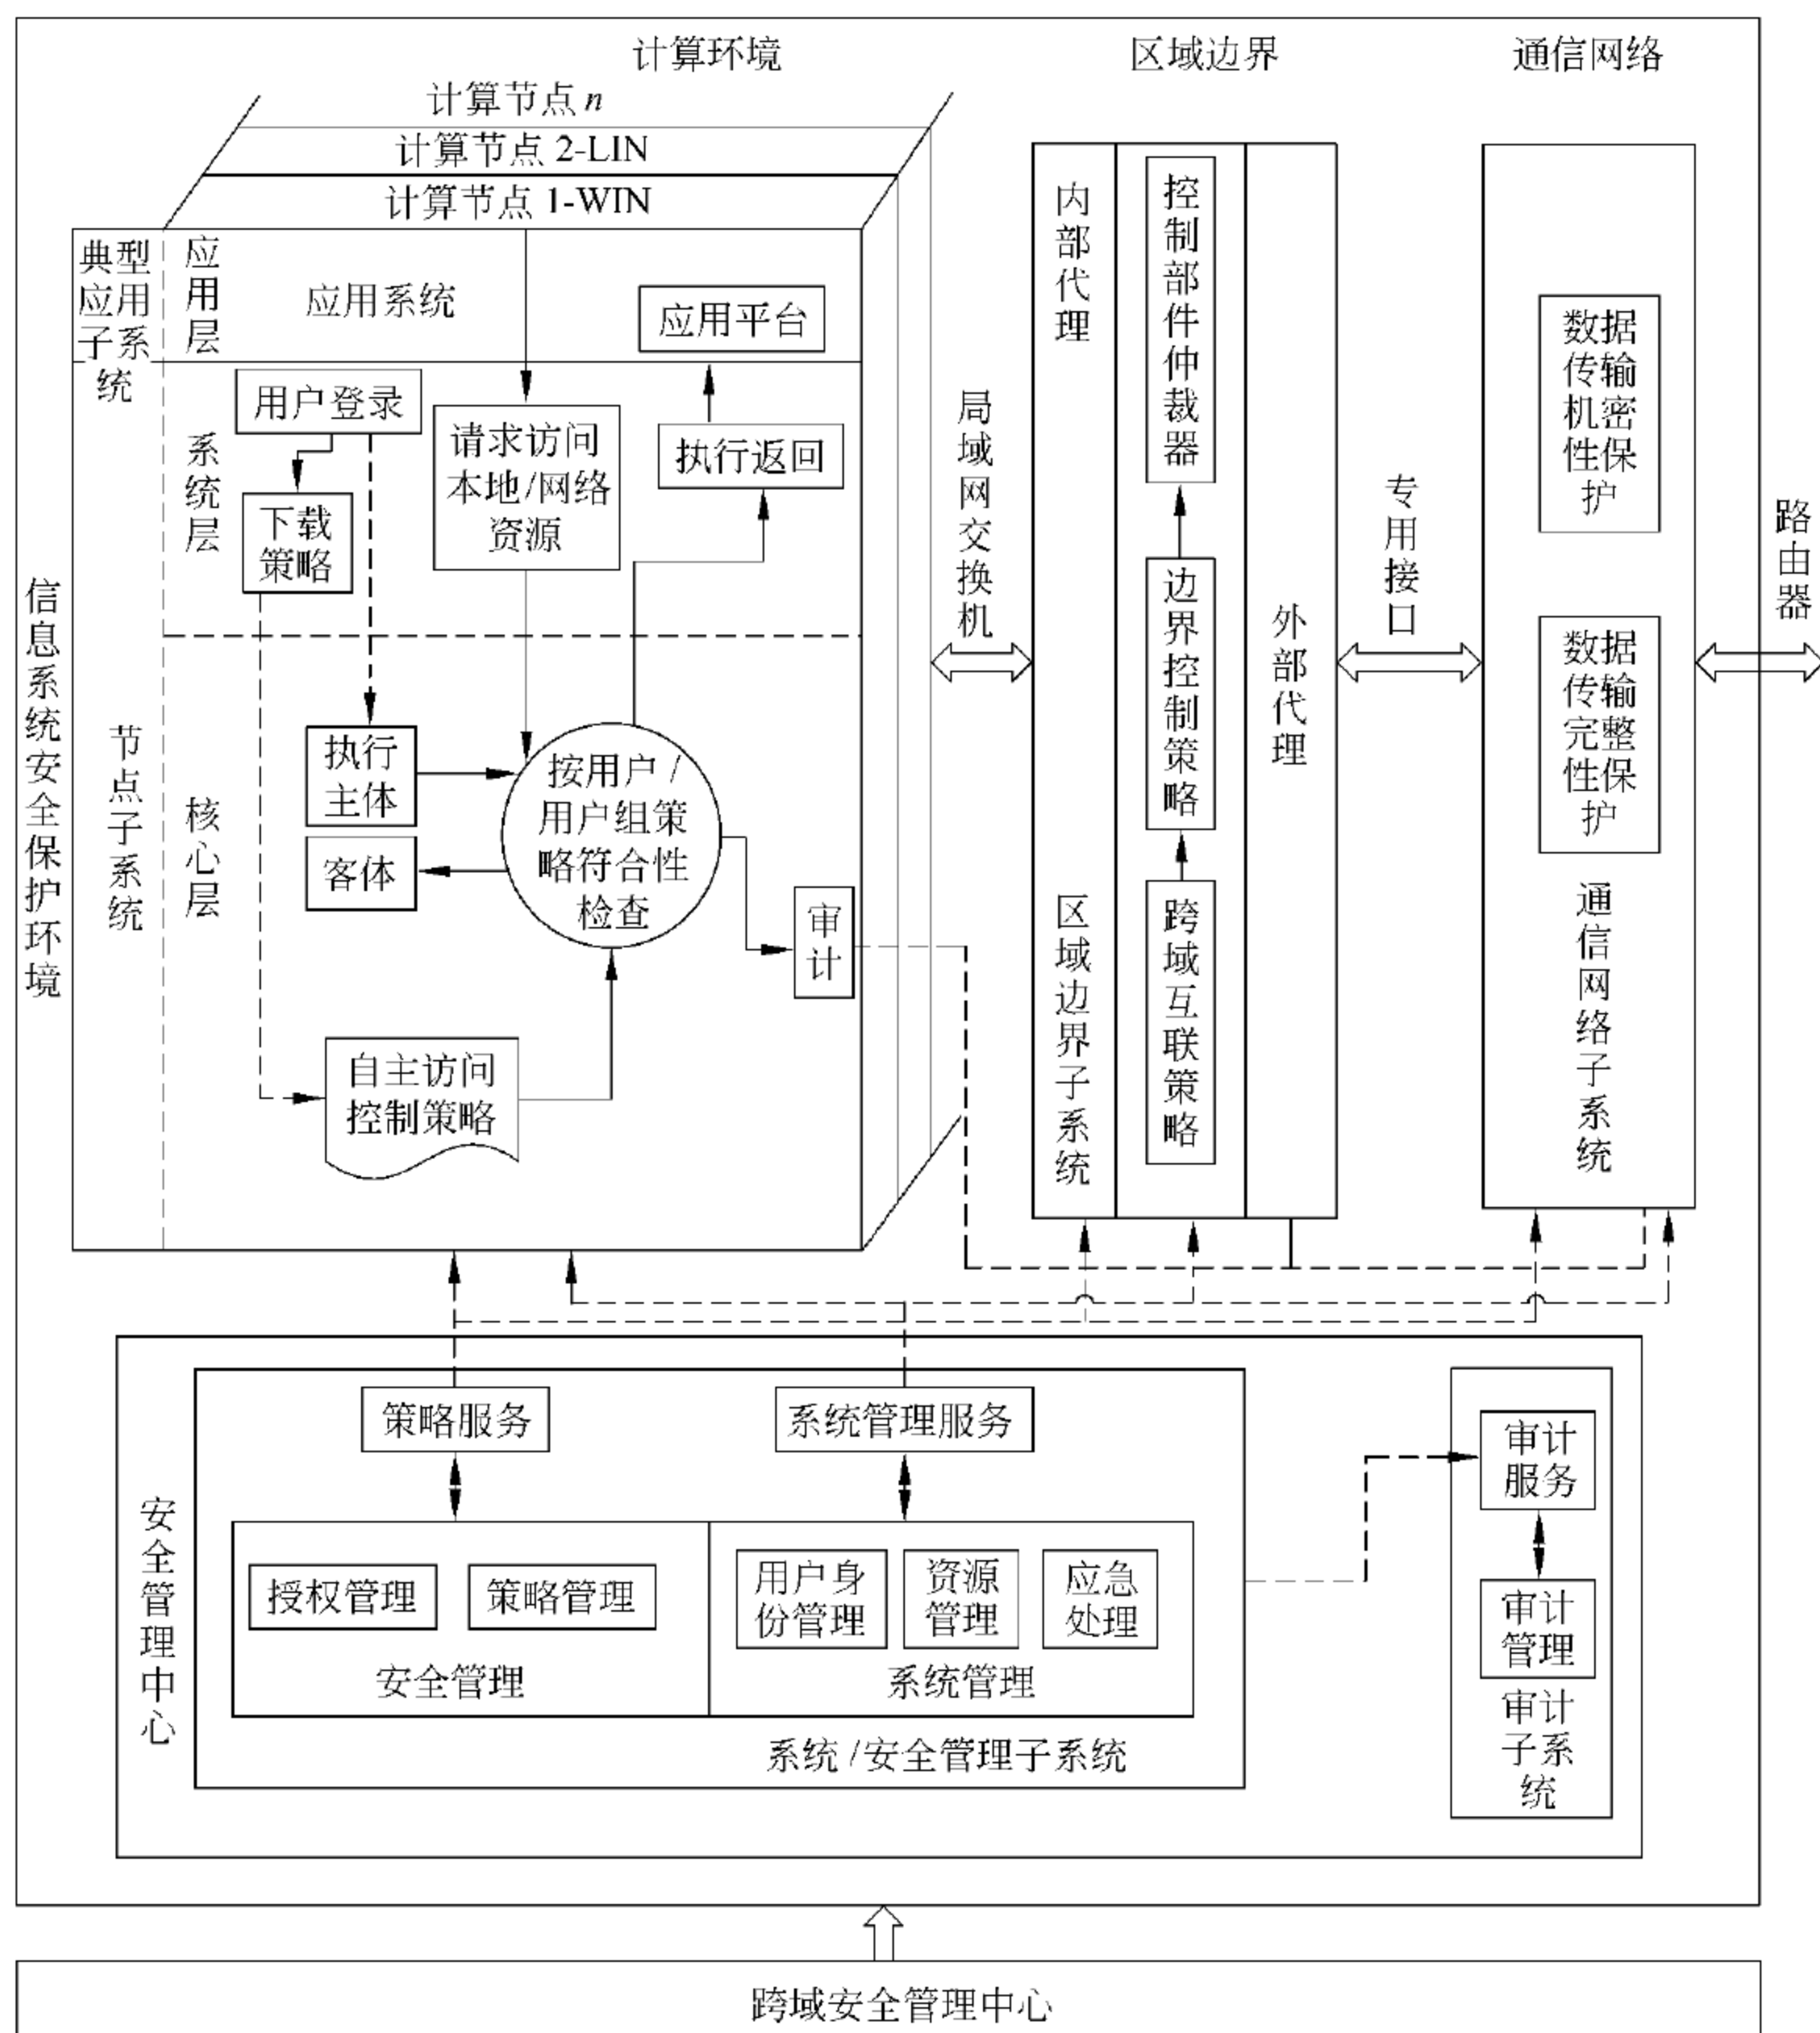 计算环境
区域边界
通信网络
计算节点 n
计算节点 2-LIN
计算节点 1-WIN
信息系统安全保护环境
典型
应用
子系
统
应用层
应用系统
应用平台
用户登录
系统层
下载
策略
请求访问
本地/网络
资源
执行返回
节点子系统
核心层
执行
主体
客体
按用户/
用户组策
略符合性
检查
审计
自主访问
控制策略
局域网交换机
内部代理
区域边界子系统
控制部件仲裁器
边界控制策略
跨域互联策略
外部代理
专用接口
数据
传输
机密
性保
护
数据
传输
完整
性保
护
通信网络子系统
路由器
安全管理中心
策略服务
系统管理服务
授权管理
策略管理
安全管理
用户身
份管理
资源
管理
应急
处理
系统管理
系统/安全管理子系统
审计
服务
审计
管理
审计
子系
统
跨域安全管理中心